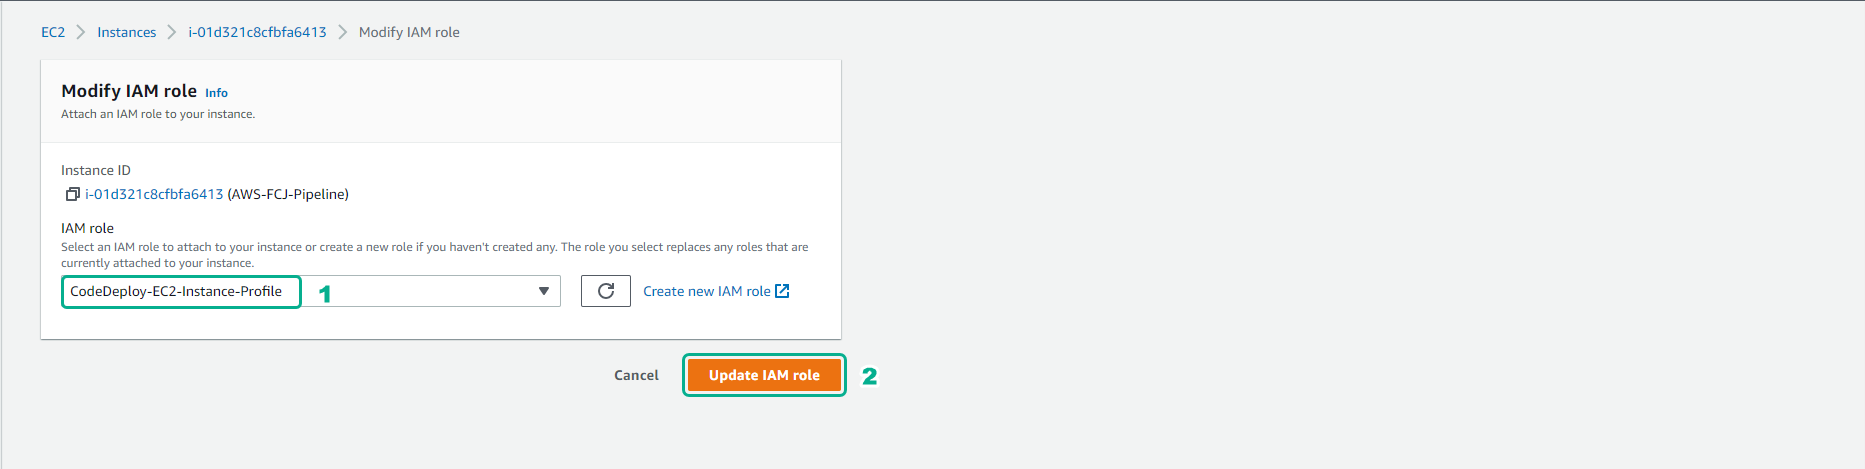 EC2 > Instances > i-01d321c8cfbfa6413 > Modify IAM role
Modify IAM role Info
Attach an IAM role to your instance.
Instance ID
i-01d321c8cfbfa6413 (AWS-FCJ-Pipeline)
IAM role
Select an IAM role to attach to your instance or create a new role if you haven't created any. The role you select replaces any roles that are
currently attached to your instance.
CodeDeploy-EC2-Instance-Profile 1 Create new IAM role
Cancel Update IAM role 2